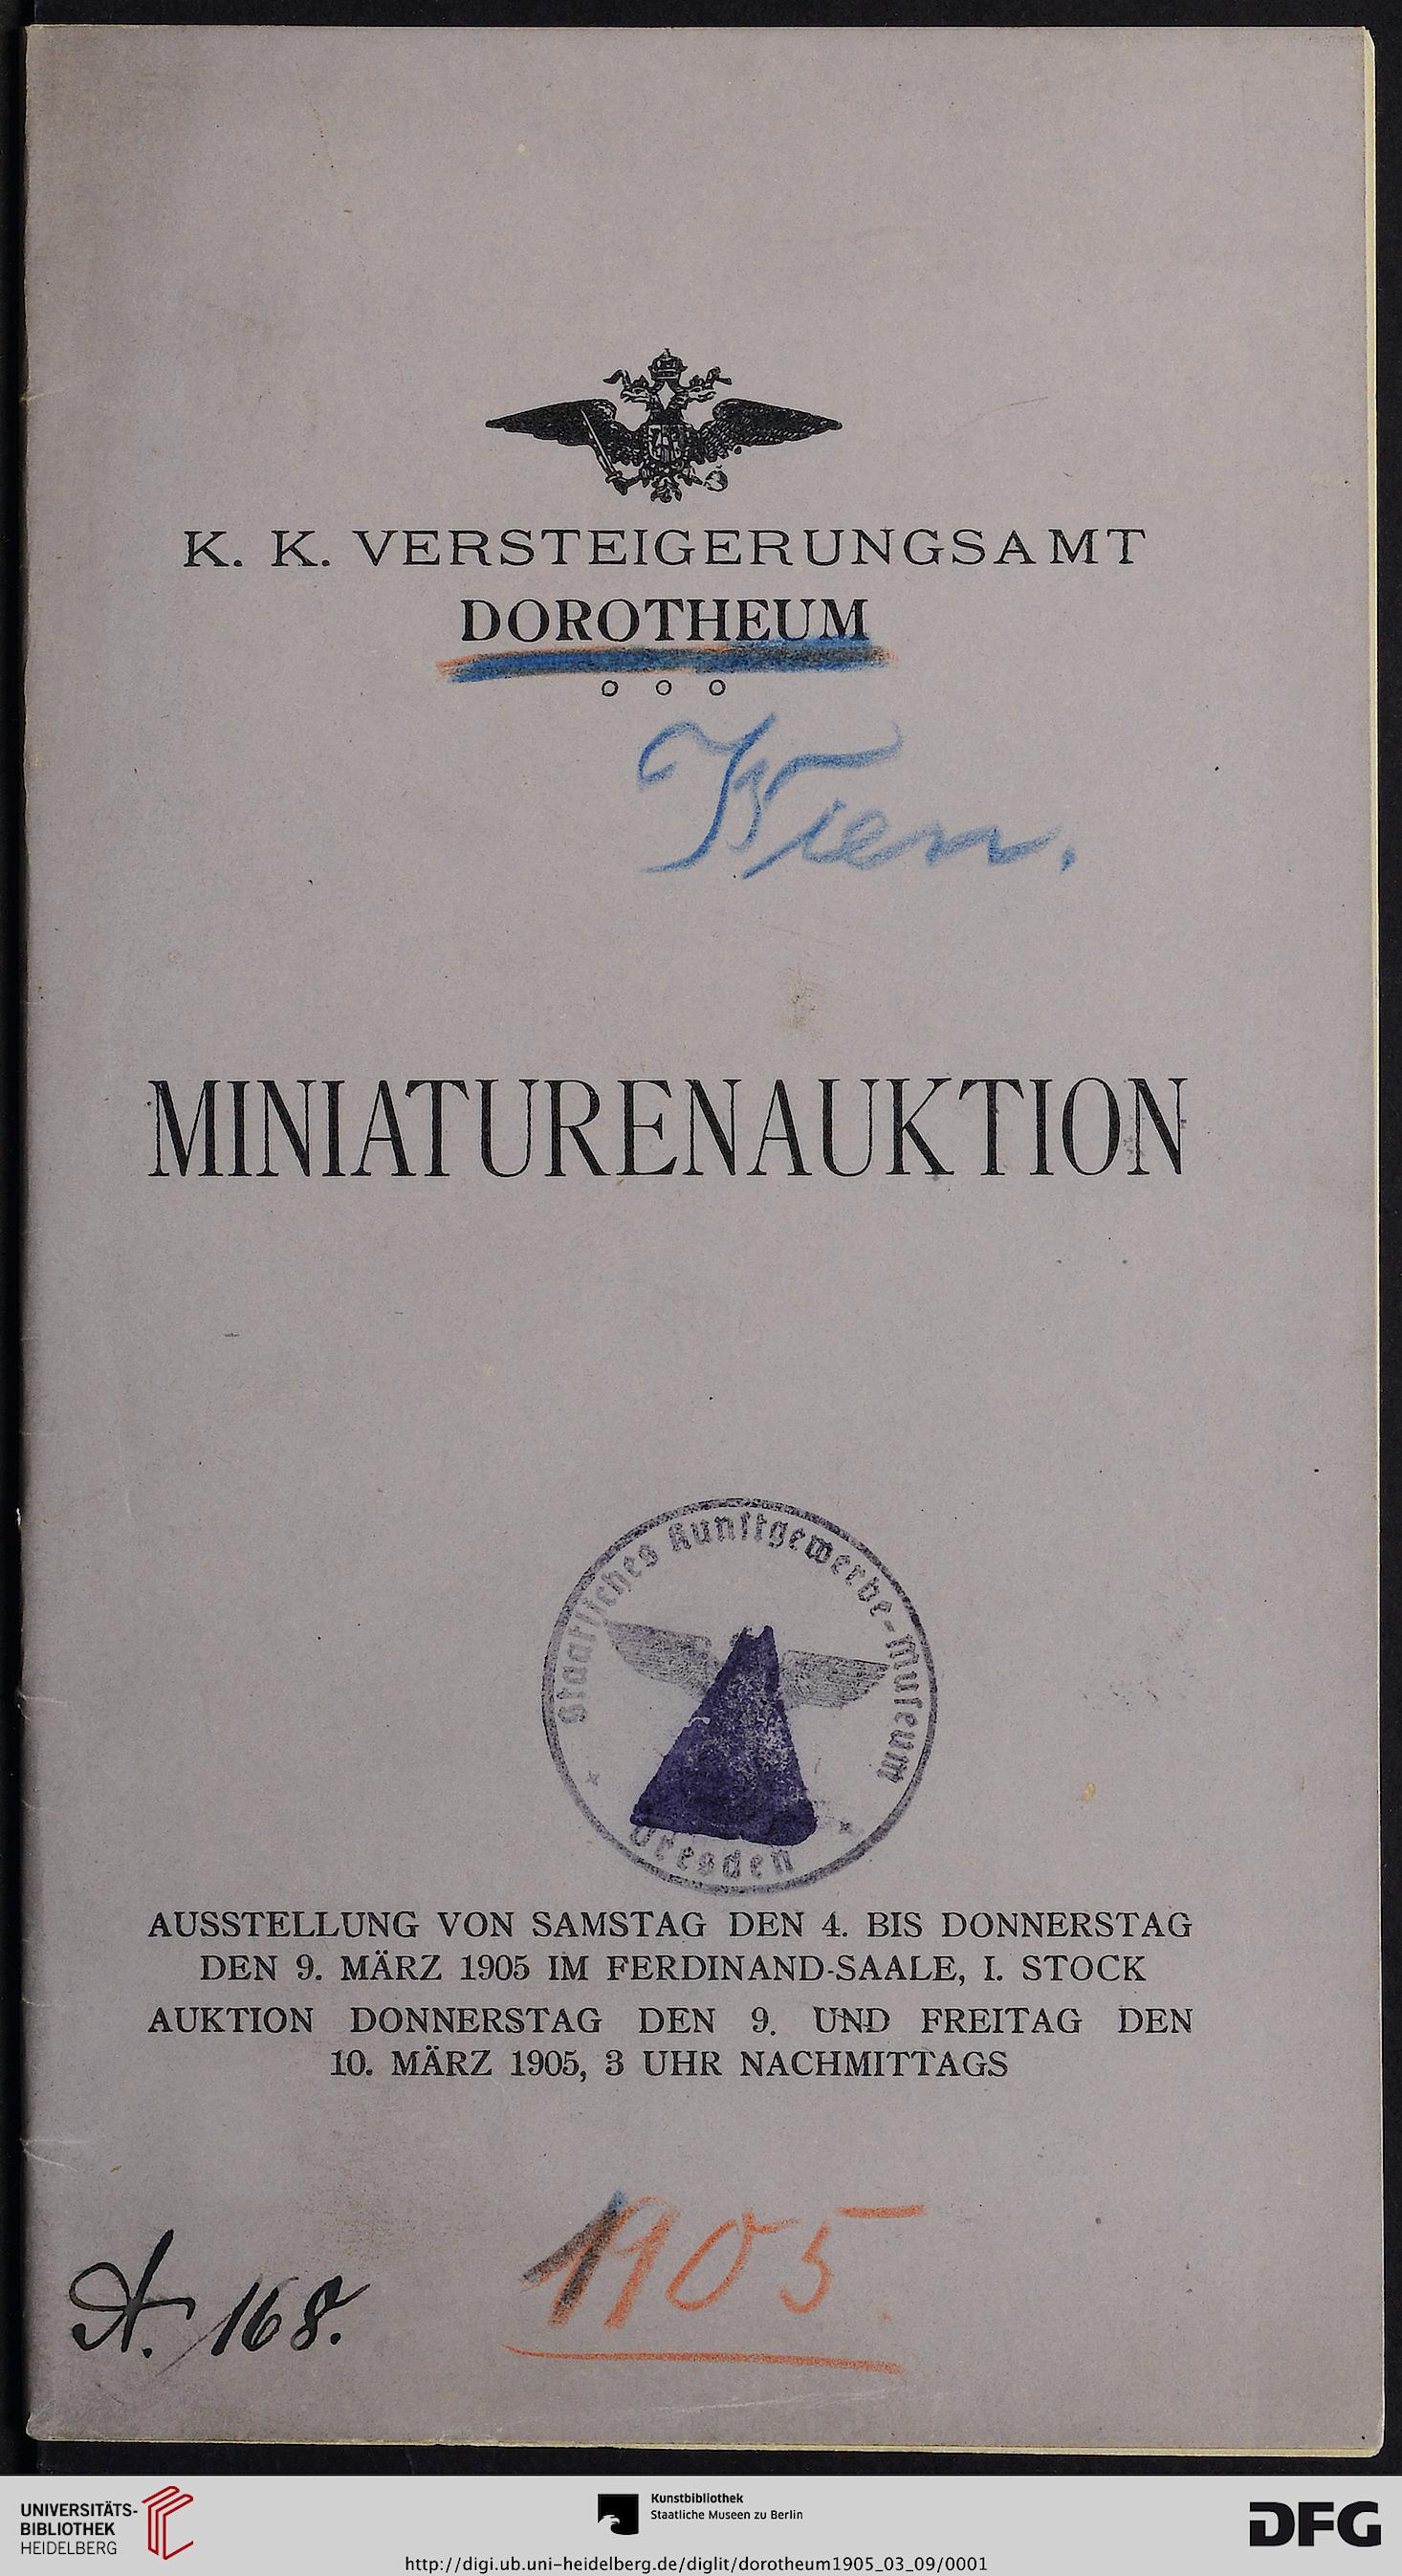 K. K. VERSTEIGERUNGSAMT
DOROTHEUM
Wien.
MINIATURENAUKTION
Staatliches Kunstgewerbe-Museum
Dresden
AUSSTELLUNG VON SAMSTAG DEN 4. BIS DONNERSTAG
DEN 9. MÄRZ 1905 IM FERDINAND-SAALE, I. STOCK
AUKTION DONNERSTAG DEN 9. UND FREITAG DEN
10. MÄRZ 1905, 3 UHR NACHMITTAGS
1905
A. 168.
UNIVERSITÄTS-
BIBLIOTHEK
HEIDELBERG
Kunstbibliothek
Staatliche Museen zu Berlin
DFG
http://digi.ub.uni-heidelberg.de/diglit/dorotheum1905_03_09/0001